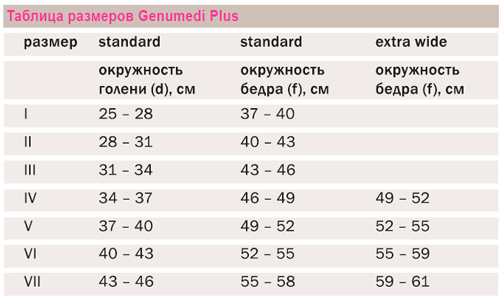 Таблица размеров Genumedi Plus
размер standard standard extra wide
окружность окружность окружность
голени (d), см бедра (f), см бедра (f), см
I 25 – 28 37 – 40
II 28 – 31 40 – 43
III 31 – 34 43 – 46
IV 34 – 37 46 – 49 49 – 52
V 37 – 40 49 – 52 52 – 55
VI 40 – 43 52 – 55 55 – 59
VII 43 – 46 55 – 58 59 – 61